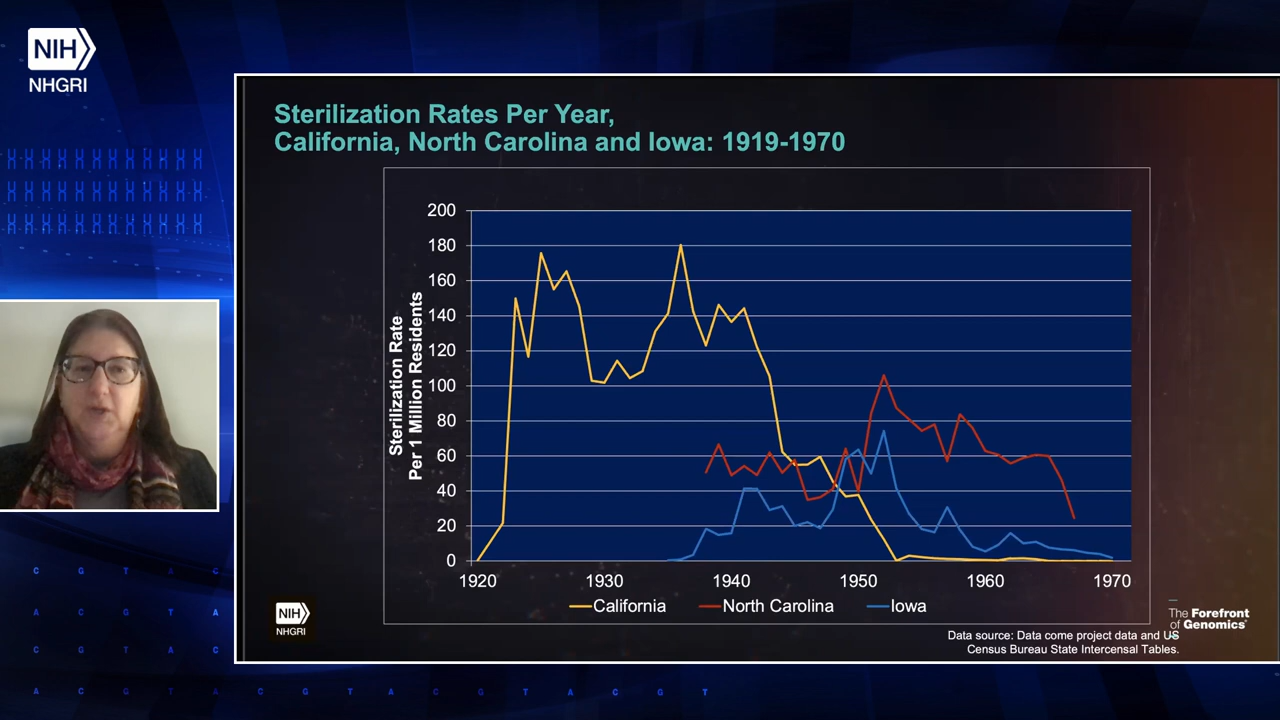 NIH
NHGRI
Sterilization Rates Per Year,
California, North Carolina and Iowa: 1919-1970
Sterilization Rate
Per 1 Million Residents
200
180
160
140
120
100
80
60
40
20
0
1920
1930
1940
1950
1960
1970
California
North Carolina
Iowa
NIH
NHGRI
The Forefront
of Genomics
Data source: Data come project data and US
Census Bureau State Intercensal Tables.
C G T A C
A C G T A
C G T A C
A C G T A C G T A C G T A C G T